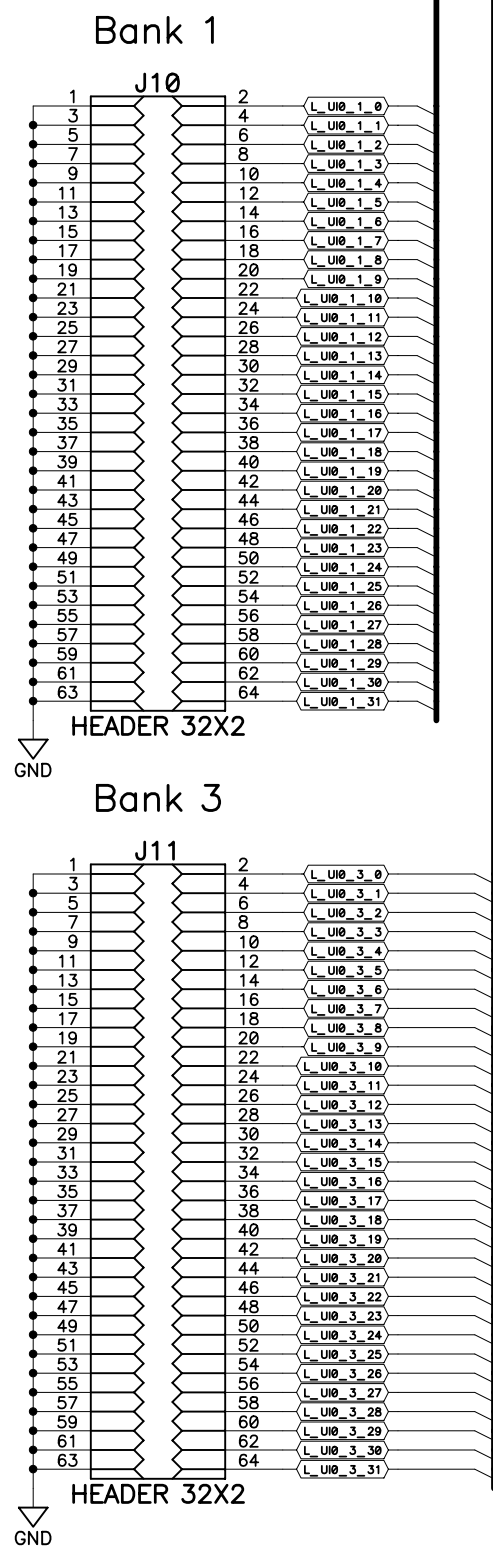 Bank 1
J10
1 2 L_UI0_1_0
3 4 L_UI0_1_1
5 6 L_UI0_1_2
7 8 L_UI0_1_3
9 10 L_UI0_1_4
11 12 L_UI0_1_5
13 14 L_UI0_1_6
15 16 L_UI0_1_7
17 18 L_UI0_1_8
19 20 L_UI0_1_9
21 22 L_UI0_1_10
23 24 L_UI0_1_11
25 26 L_UI0_1_12
27 28 L_UI0_1_13
29 30 L_UI0_1_14
31 32 L_UI0_1_15
33 34 L_UI0_1_16
35 36 L_UI0_1_17
37 38 L_UI0_1_18
39 40 L_UI0_1_19
41 42 L_UI0_1_20
43 44 L_UI0_1_21
45 46 L_UI0_1_22
47 48 L_UI0_1_23
49 50 L_UI0_1_24
51 52 L_UI0_1_25
53 54 L_UI0_1_26
55 56 L_UI0_1_27
57 58 L_UI0_1_28
59 60 L_UI0_1_29
61 62 L_UI0_1_30
63 64 L_UI0_1_31
HEADER 32X2
GND
Bank 3
J11
1 2 L_UI0_3_0
3 4 L_UI0_3_1
5 6 L_UI0_3_2
7 8 L_UI0_3_3
9 10 L_UI0_3_4
11 12 L_UI0_3_5
13 14 L_UI0_3_6
15 16 L_UI0_3_7
17 18 L_UI0_3_8
19 20 L_UI0_3_9
21 22 L_UI0_3_10
23 24 L_UI0_3_11
25 26 L_UI0_3_12
27 28 L_UI0_3_13
29 30 L_UI0_3_14
31 32 L_UI0_3_15
33 34 L_UI0_3_16
35 36 L_UI0_3_17
37 38 L_UI0_3_18
39 40 L_UI0_3_19
41 42 L_UI0_3_20
43 44 L_UI0_3_21
45 46 L_UI0_3_22
47 48 L_UI0_3_23
49 50 L_UI0_3_24
51 52 L_UI0_3_25
53 54 L_UI0_3_26
55 56 L_UI0_3_27
57 58 L_UI0_3_28
59 60 L_UI0_3_29
61 62 L_UI0_3_30
63 64 L_UI0_3_31
HEADER 32X2
GND